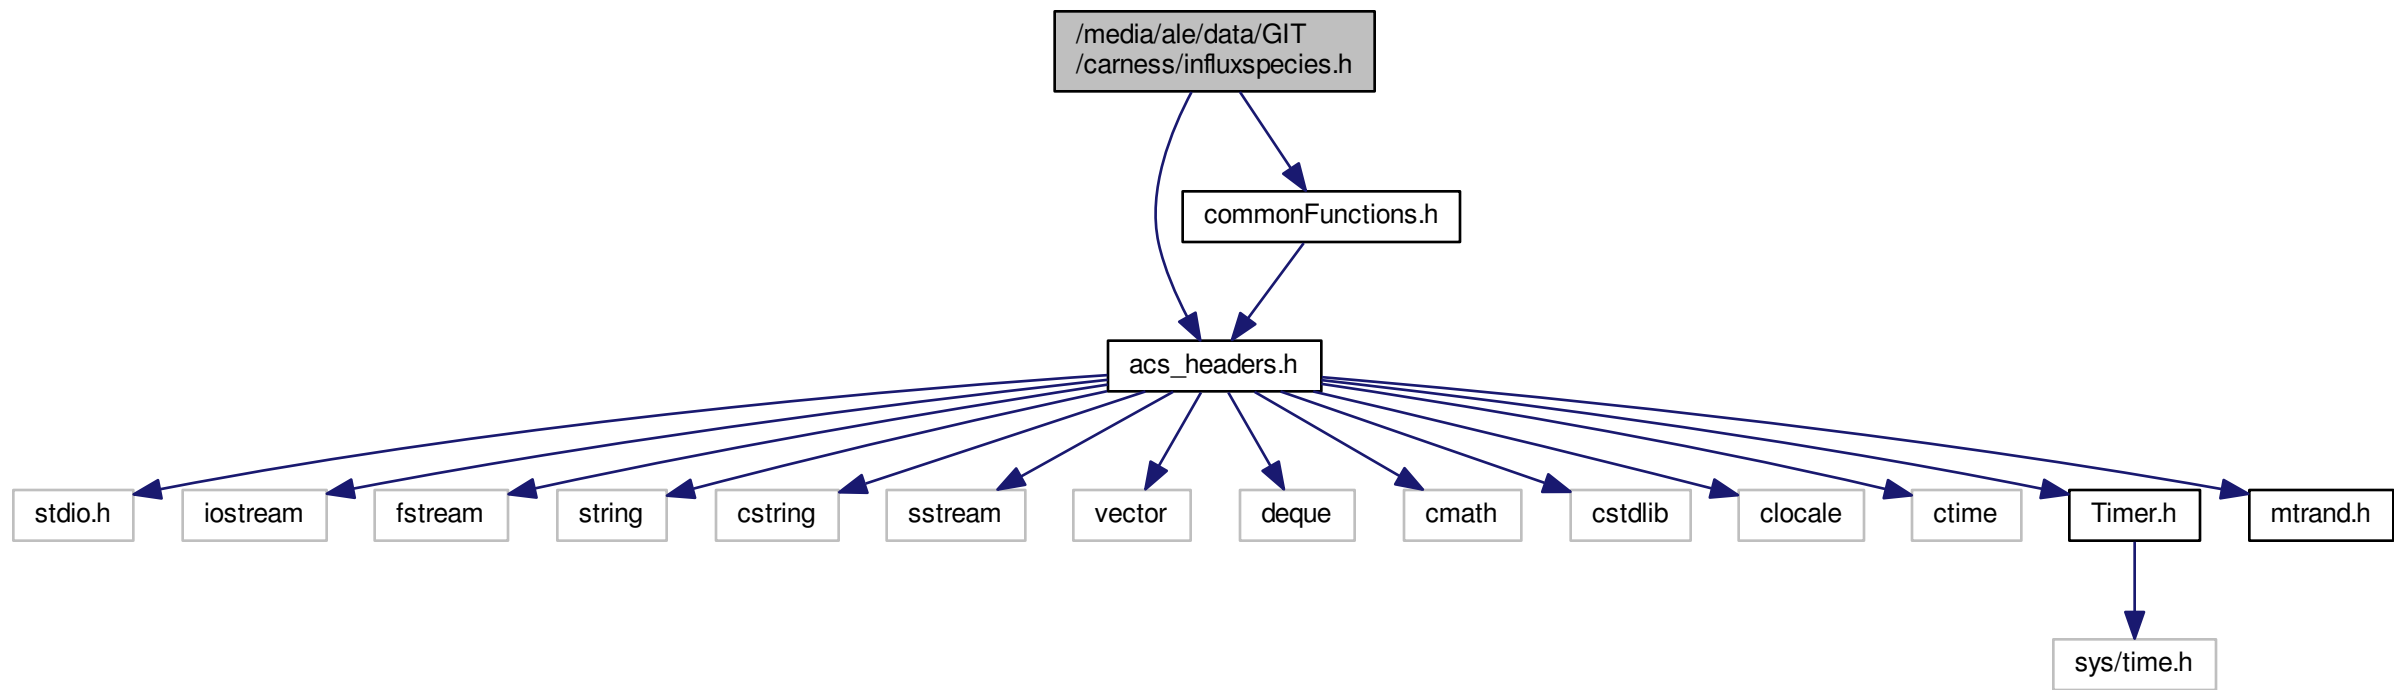 /media/ale/data/GIT
/carness/influxspecies.h
commonFunctions.h
acs_headers.h
stdio.h
iostream
fstream
string
cstring
sstream
vector
deque
cmath
cstdlib
clocale
ctime
Timer.h
mtrand.h
sys/time.h